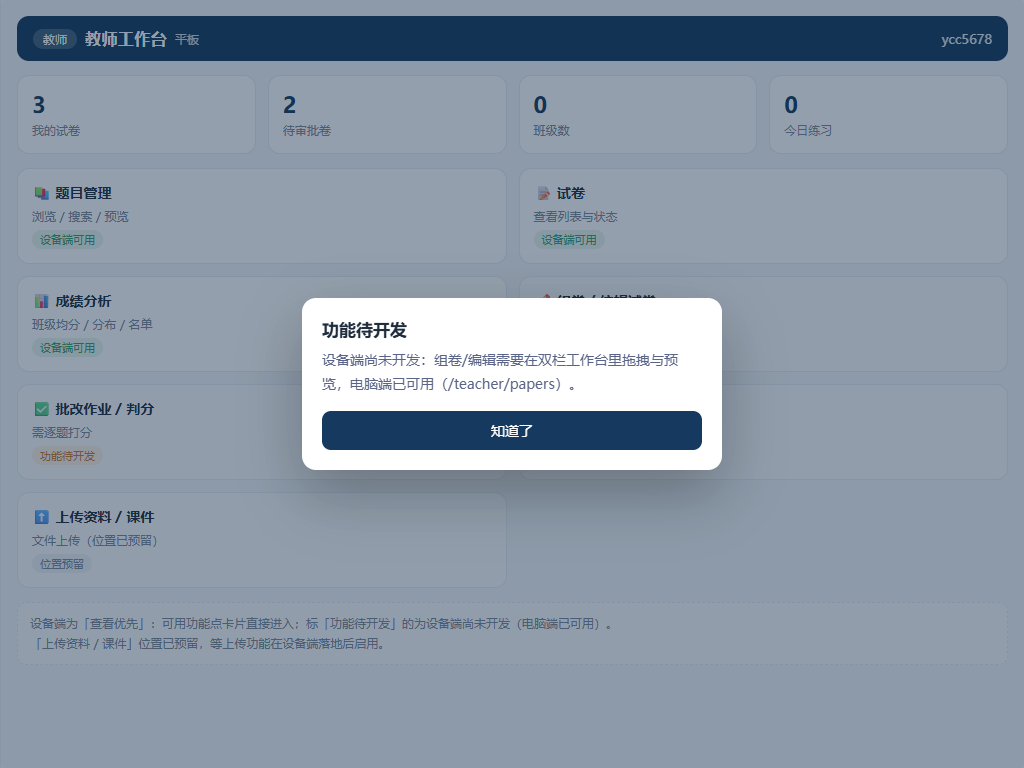 教师 教师工作台 平板 ycc5678
3
我的试卷
2
待审批卷
0
班级数
0
今日练习
题目管理
浏览 / 搜索 / 预览
设备端可用
试卷
查看列表与状态
设备端可用
成绩分析
班级均分 / 分布 / 名单
设备端可用
组卷 / 编辑试卷
功能待开发
设备端尚未开发：组卷/编辑需要在双栏工作台里拖拽与预
览，电脑端已可用（/teacher/papers）。
知道了
批改作业 / 判分
需逐题打分
功能待开发
上传资料 / 课件
文件上传（位置已预留）
位置预留
设备端为「查看优先」：可用功能点卡片直接进入；标「功能待开发」的为设备端尚未开发（电脑端已可用）。
「上传资料 / 课件」位置已预留，等上传功能在设备端落地后启用。